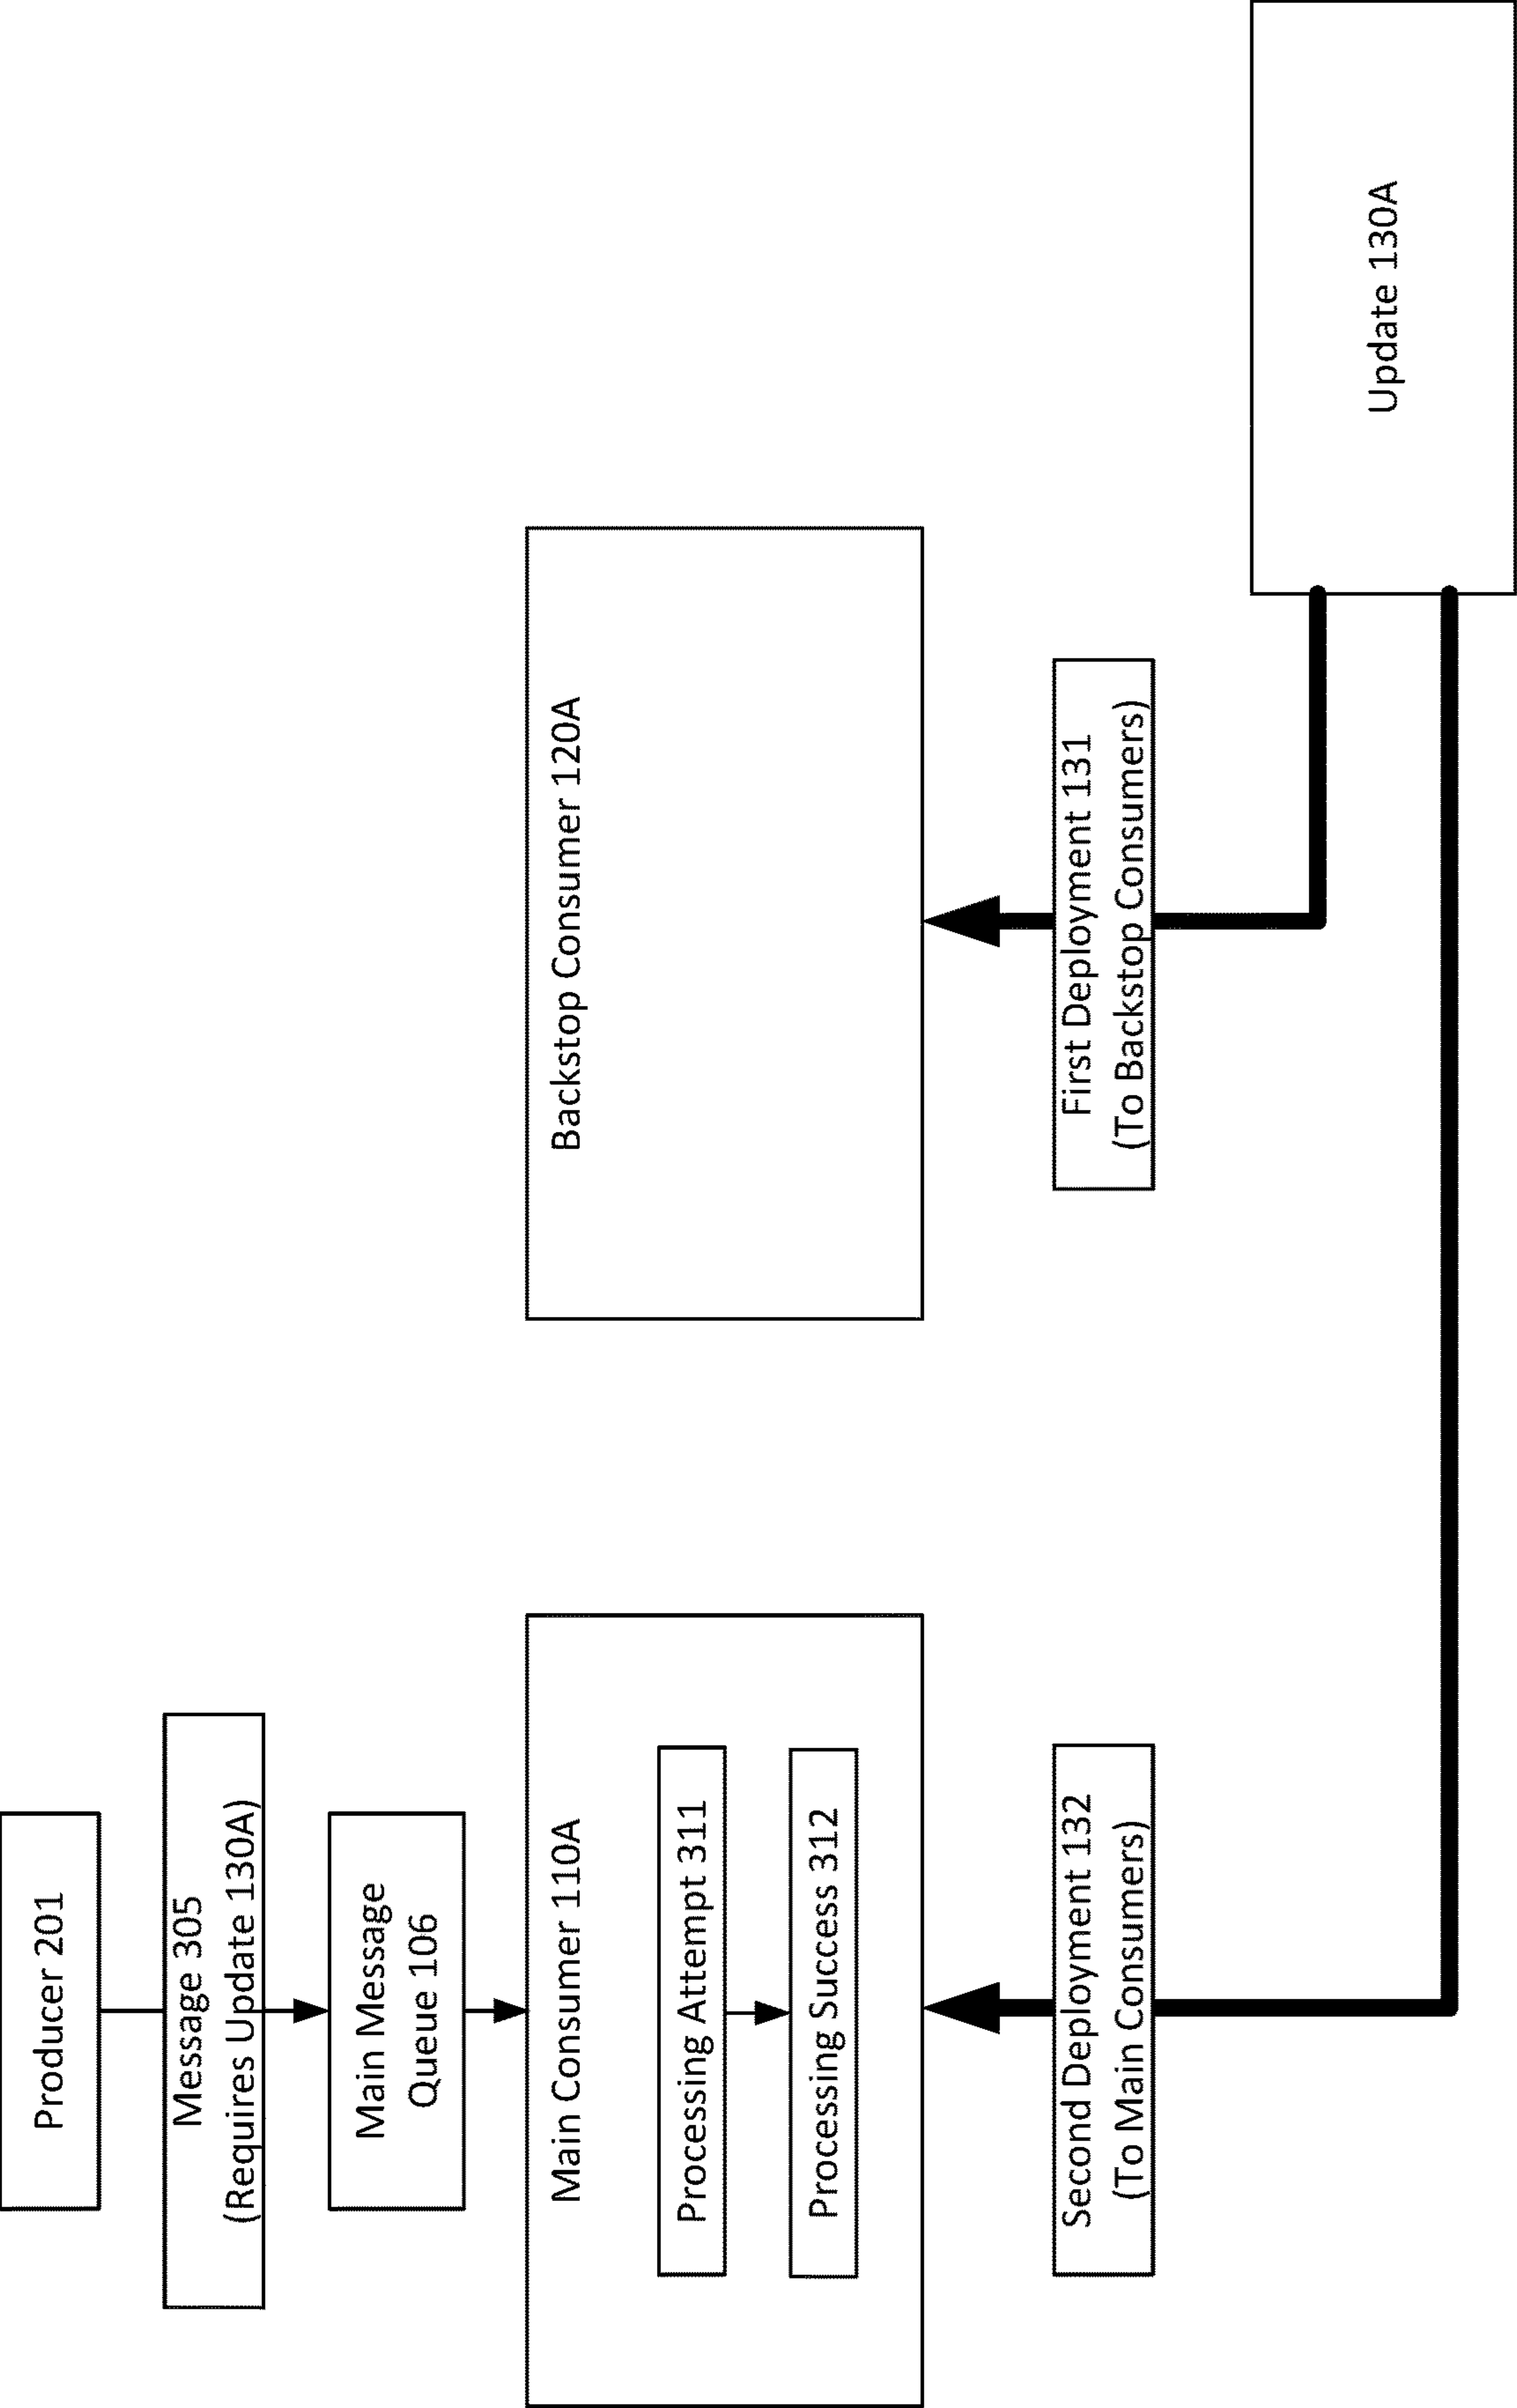 Producer 201
Message 305
(Requires Update 130A)
Main Message
Queue 106
Main Consumer 110A
Processing Attempt 311
Processing Success 312
Second Deployment 132
(To Main Consumers)
Backstop Consumer 120A
First Deployment 131
(To Backstop Consumers)
Update 130A